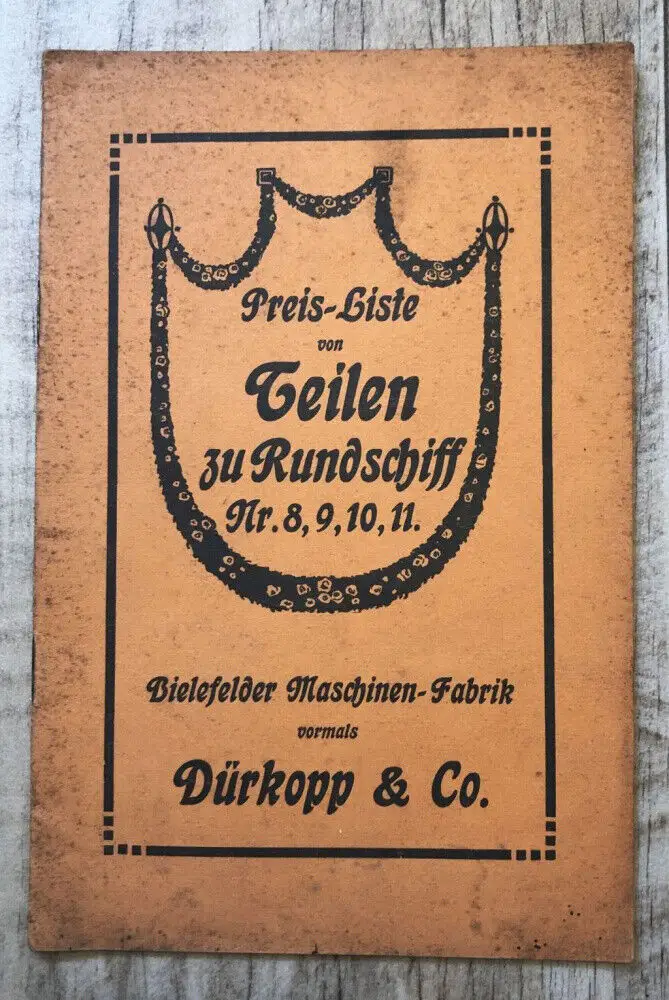 Preis-Liste
von
Teilen
zu Rundschiff
Nr. 8, 9, 10, 11.
Bielefelder Maschinen-Fabrik
vormals
Dürkopp & Co.